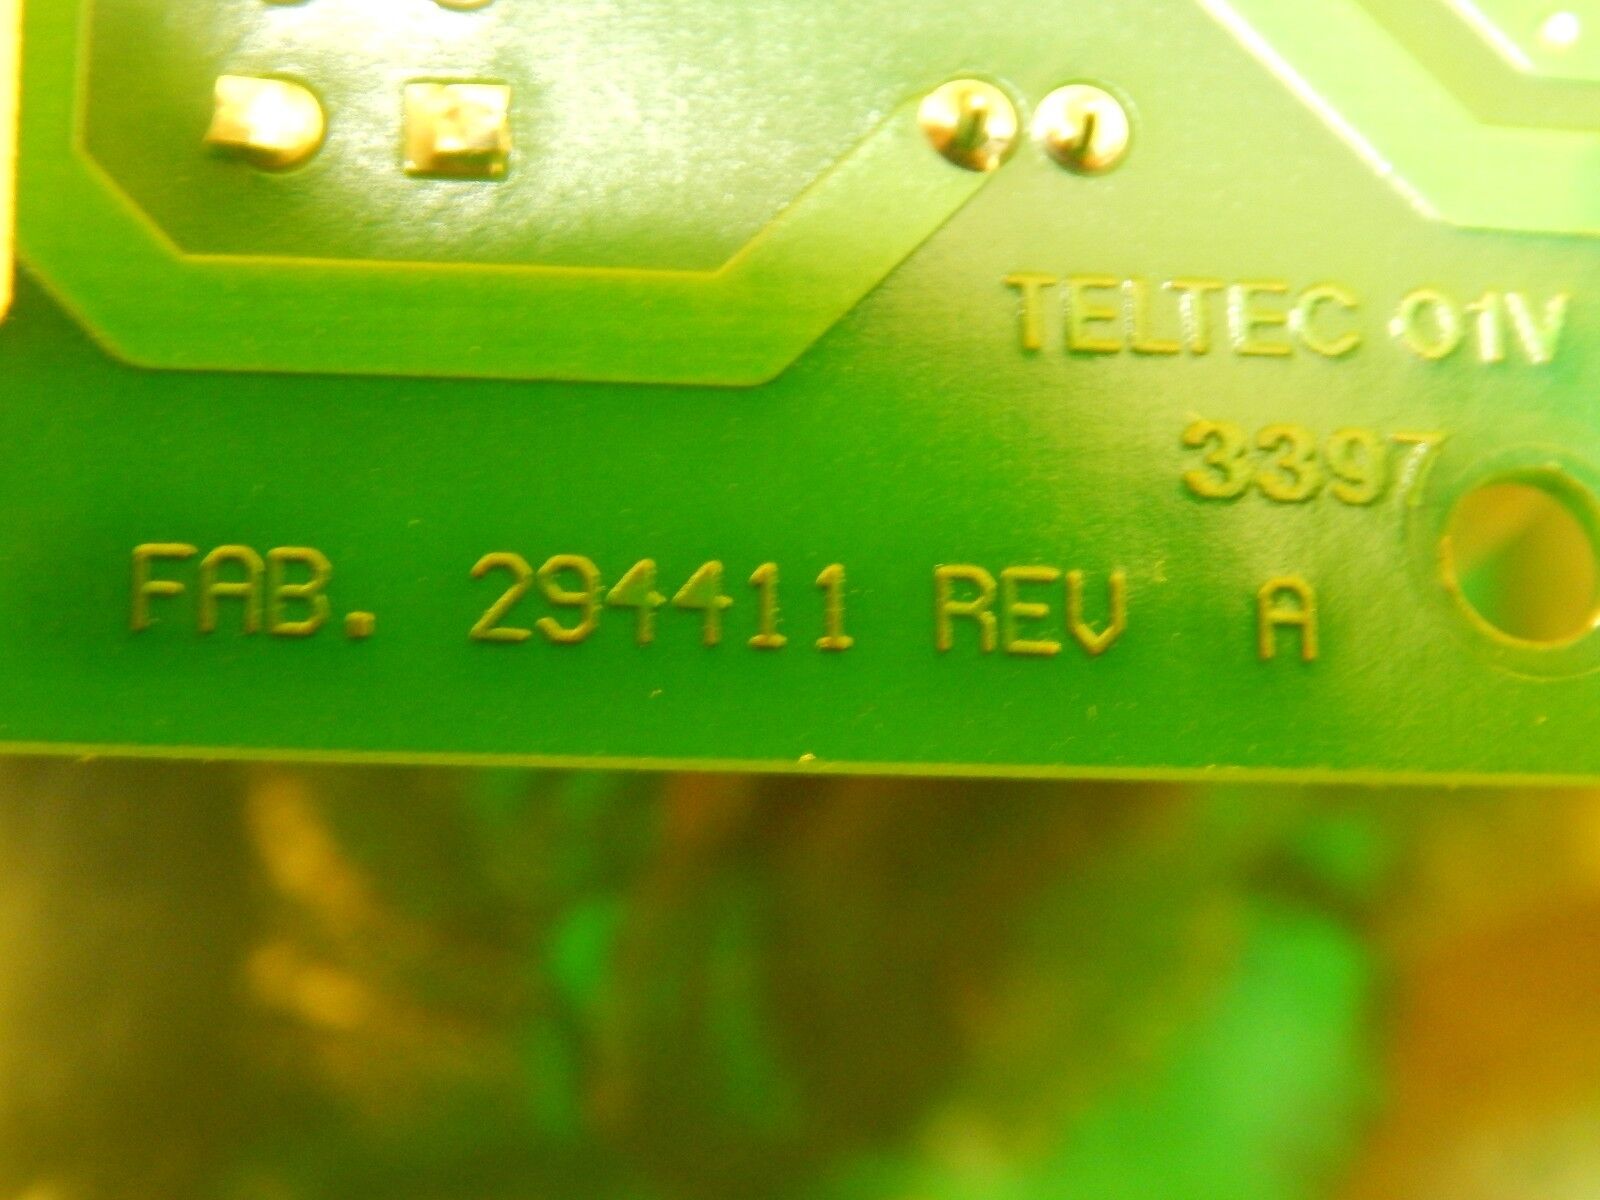 TELTEC 01V
3397
FAB. 294411 REV A